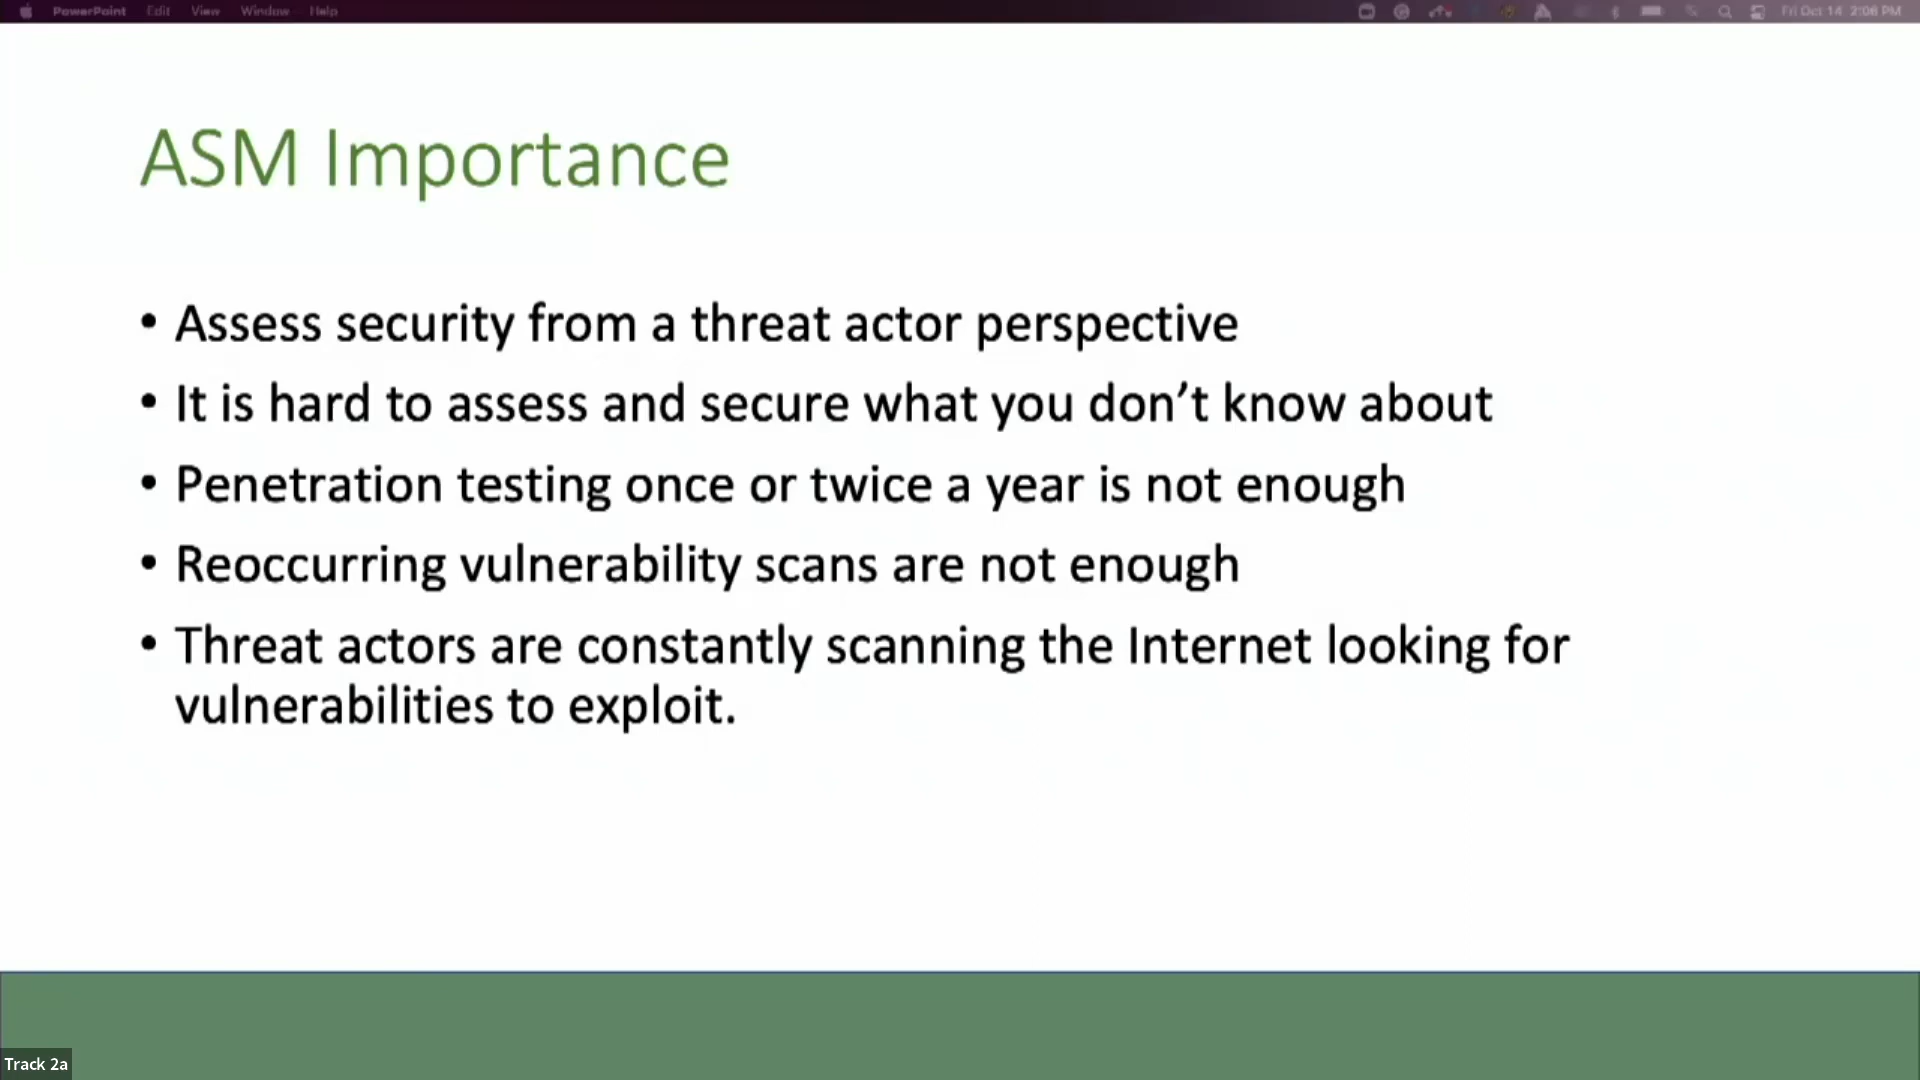 PowerPoint Edit View Window Help Fri Oct 14 2:06 PM
ASM Importance
• Assess security from a threat actor perspective
• It is hard to assess and secure what you don’t know about
• Penetration testing once or twice a year is not enough
• Reoccurring vulnerability scans are not enough
• Threat actors are constantly scanning the Internet looking for
vulnerabilities to exploit.
Track 2a